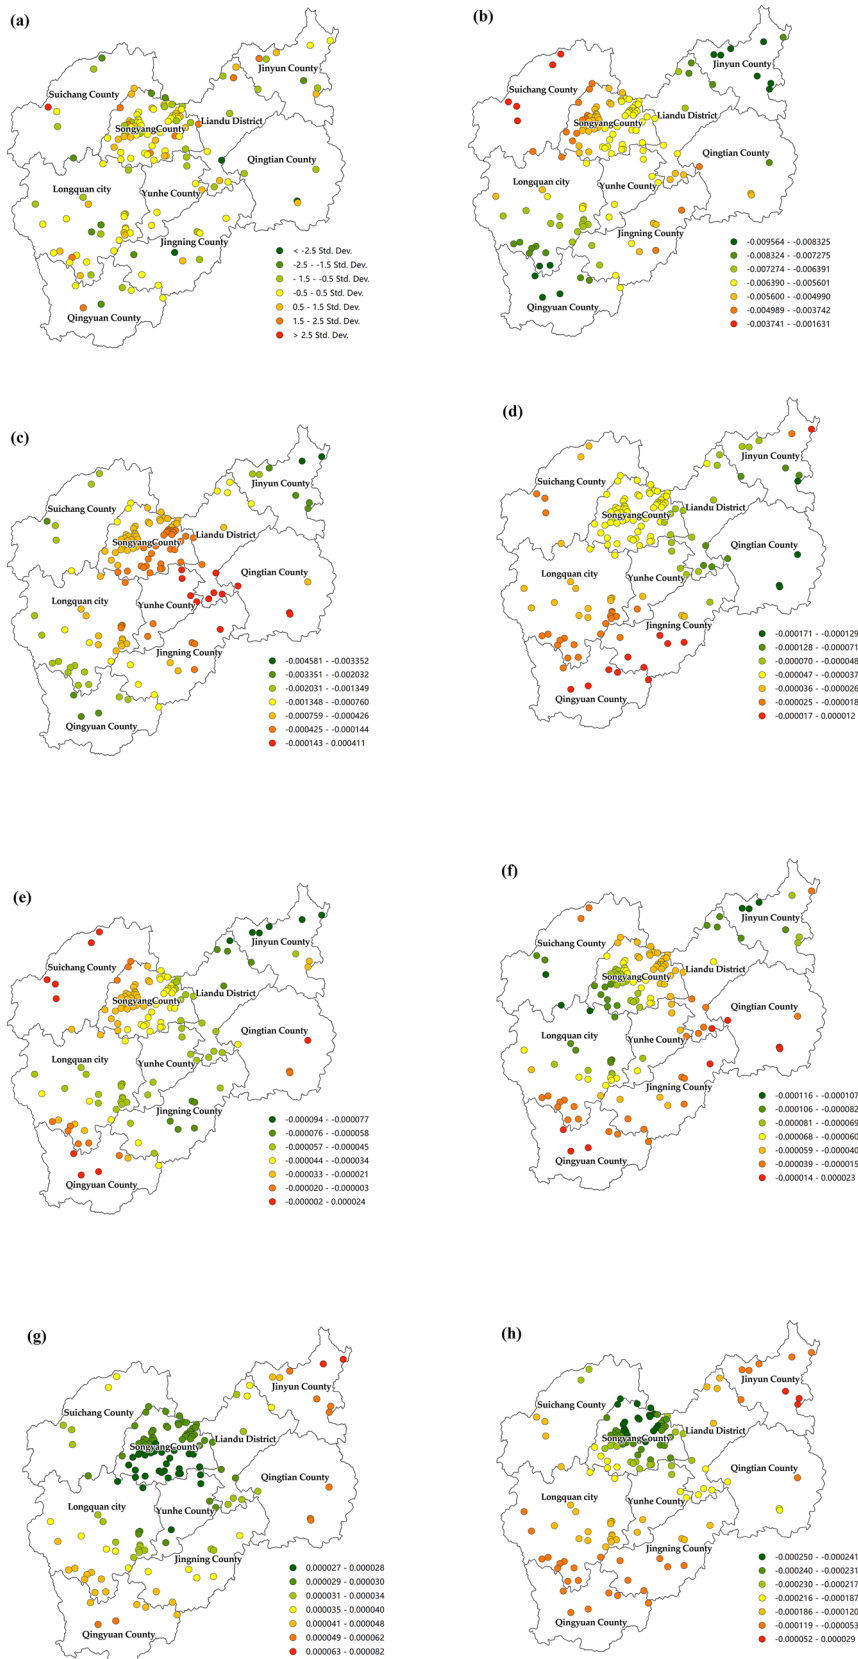 (a)
Jinyun County
Suichang County
Liandu District
SongyangCounty
Qingtian County
Longquan city
Yunhe County
Jingning County
Qingyuan County
< -2.5 Std. Dev.
-2.5 - -1.5 Std. Dev.
- 1.5 - -0.5 Std. Dev.
-0.5 - 0.5 Std. Dev.
0.5 - 1.5 Std. Dev.
1.5 - 2.5 Std. Dev.
> 2.5 Std. Dev.
(b)
Jinyun County
Suichang County
Liandu District
SongyangCounty
Qingtian County
Longquan city
Yunhe County
Jingning County
Qingyuan County
-0.009564 - -0.008325
-0.008324 - -0.007275
-0.007274 - -0.006391
-0.006390 - -0.005601
-0.005600 - -0.004990
-0.004989 - -0.003742
-0.003741 - -0.001631
(c)
Jinyun County
Suichang County
Liandu District
SongyangCounty
Qingtian County
Longquan city
Yunhe County
Jingning County
Qingyuan County
-0.004581 - -0.003352
-0.003351 - -0.002032
-0.002031 - -0.001349
-0.001348 - -0.000760
-0.000759 - -0.000426
-0.000425 - -0.000144
-0.000143 - 0.000411
(d)
Jinyun County
Suichang County
Liandu District
SongyangCounty
Qingtian County
Longquan city
Yunhe County
Jingning County
Qingyuan County
-0.000171 - -0.000129
-0.000128 - -0.000071
-0.000070 - -0.000048
-0.000047 - -0.000037
-0.000036 - -0.000026
-0.000025 - -0.000018
-0.000017 - 0.000012
(e)
Jinyun County
Suichang County
Liandu District
SongyangCounty
Qingtian County
Longquan city
Yunhe County
Jingning County
Qingyuan County
-0.000094 - -0.000077
-0.000076 - -0.000058
-0.000057 - -0.000045
-0.000044 - -0.000034
-0.000033 - -0.000021
-0.000020 - -0.000003
-0.000002 - 0.000024
(f)
Jinyun County
Suichang County
Liandu District
SongyangCounty
Qingtian County
Longquan city
Yunhe County
Jingning County
Qingyuan County
-0.000116 - -0.000107
-0.000106 - -0.000082
-0.000081 - -0.000069
-0.000068 - -0.000060
-0.000059 - -0.000040
-0.000039 - -0.000015
-0.000014 - 0.000023
(g)
Jinyun County
Suichang County
Liandu District
SongyangCounty
Qingtian County
Longquan city
Yunhe County
Jingning County
Qingyuan County
0.000027 - 0.000028
0.000029 - 0.000030
0.000031 - 0.000034
0.000035 - 0.000040
0.000041 - 0.000048
0.000049 - 0.000062
0.000063 - 0.000082
(h)
Jinyun County
Suichang County
Liandu District
SongyangCounty
Qingtian County
Longquan city
Yunhe County
Jingning County
Qingyuan County
-0.000250 - -0.000241
-0.000240 - -0.000231
-0.000230 - -0.000217
-0.000216 - -0.000187
-0.000186 - -0.000120
-0.000119 - -0.000053
-0.000052 - 0.000029